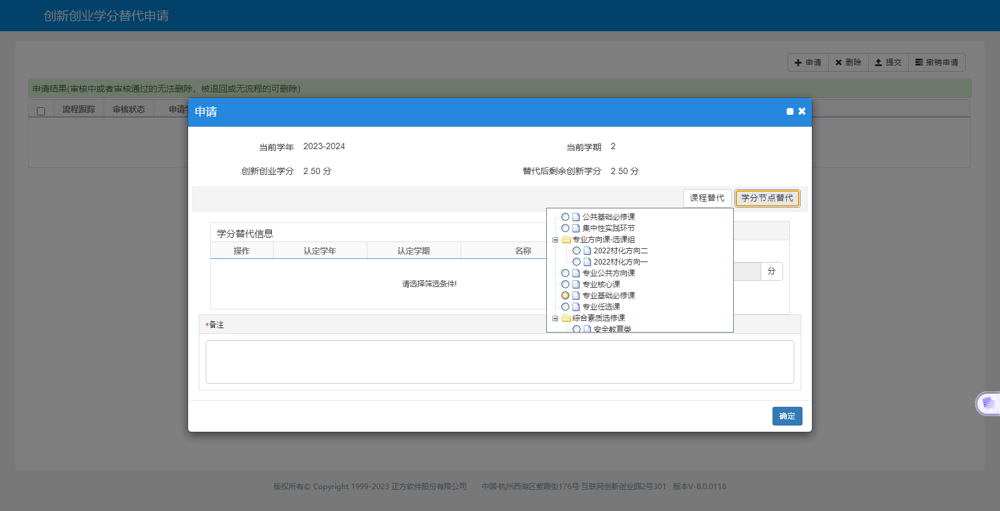 创新创业学分替代申请
申请 删除 提交 撤销申请
申请结果(审核中或者审核通过的无法删除，被退回或无流程的可删除)
流程跟踪 审核状态 申请学
申请
当前学年 2023-2024 当前学期 2
创新创业学分 2.50 分 替代后剩余创新学分 2.50 分
课程替代 学分节点替代
公共基础必修课
集中性实践环节
专业方向课-选课组
2022材化方向二
2022材化方向一
专业公共方向课
专业核心课
专业基础必修课
专业任选课
综合素质选修课
安全教育类
学分替代信息
操作 认定学年 认定学期 名称
请选择筛选条件!
分
*备注
确定
版权所有© Copyright 1999-2023 正方软件股份有限公司 中国·杭州西湖区紫霞街176号 互联网创新创业园2号301 版本V-8.0.0118